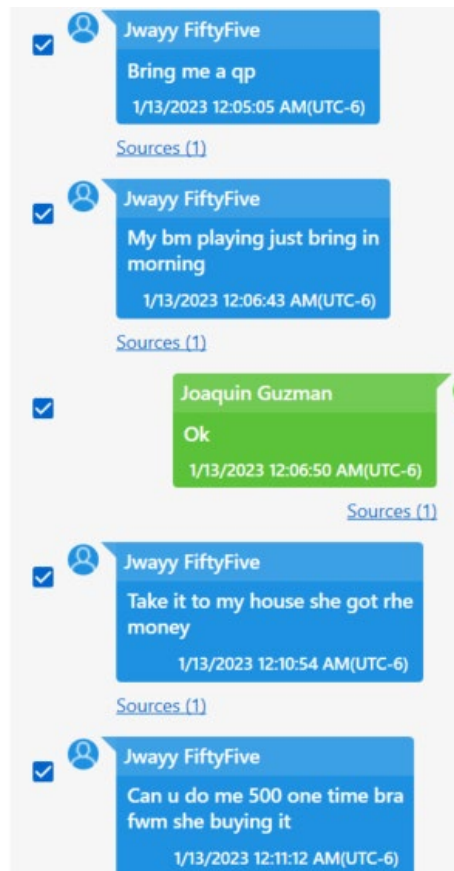 Jwayy FiftyFive
Bring me a qp
1/13/2023 12:05:05 AM(UTC-6)
Sources (1)
Jwayy FiftyFive
My bm playing just bring in
morning
1/13/2023 12:06:43 AM(UTC-6)
Sources (1)
Joaquin Guzman
Ok
1/13/2023 12:06:50 AM(UTC-6)
Sources (1)
Jwayy FiftyFive
Take it to my house she got rhe
money
1/13/2023 12:10:54 AM(UTC-6)
Sources (1)
Jwayy FiftyFive
Can u do me 500 one time bra
fwm she buying it
1/13/2023 12:11:12 AM(UTC-6)